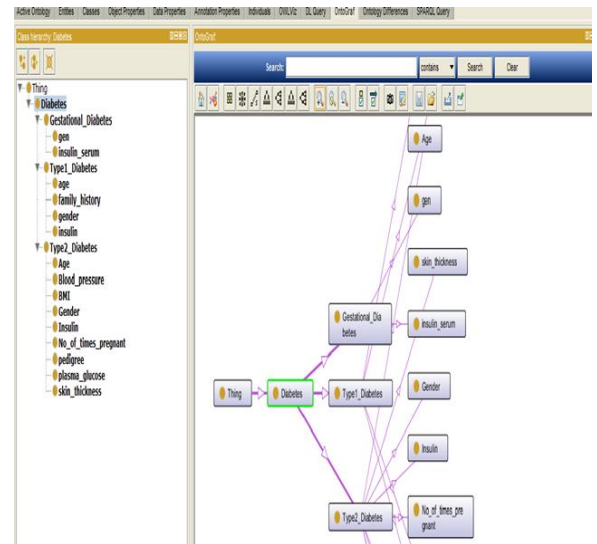 Active Ontology Entities Classes Object Properties Data Properties Annotation Properties Individuals OWLViz DL Query OntoGraf Ontology Differences SPARQL Query
Class hierarchy: Diabetes
Thing
Diabetes
Gestational_Diabetes
gen
insulin_serum
Type1_Diabetes
age
family_history
gender
insulin
Type2_Diabetes
Age
Blood_pressure
BMI
Gender
Insulin
No_of_times_pregnant
pedigree
plasma_glucose
skin_thickness
OntoGraf
Search: contains Search Clear
Age
gen
skin_thickness
Gestational_Dia
betes
insulin_serum
Thing
Diabetes
Type1_Diabetes
Gender
Insulin
Type2_Diabetes
No_of_times_pre
gnant